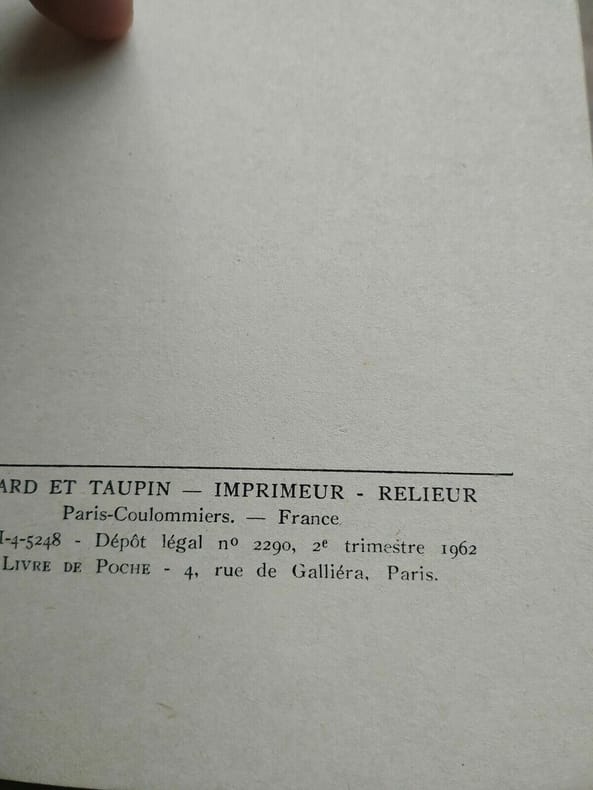 ARD ET TAUPIN — IMPRIMEUR - RELIEUR
Paris-Coulommiers. — France
I-4-5248 - Dépôt légal nº 2290, 2e trimestre 1962
LIVRE DE POCHE - 4, rue de Galliéra, Paris.